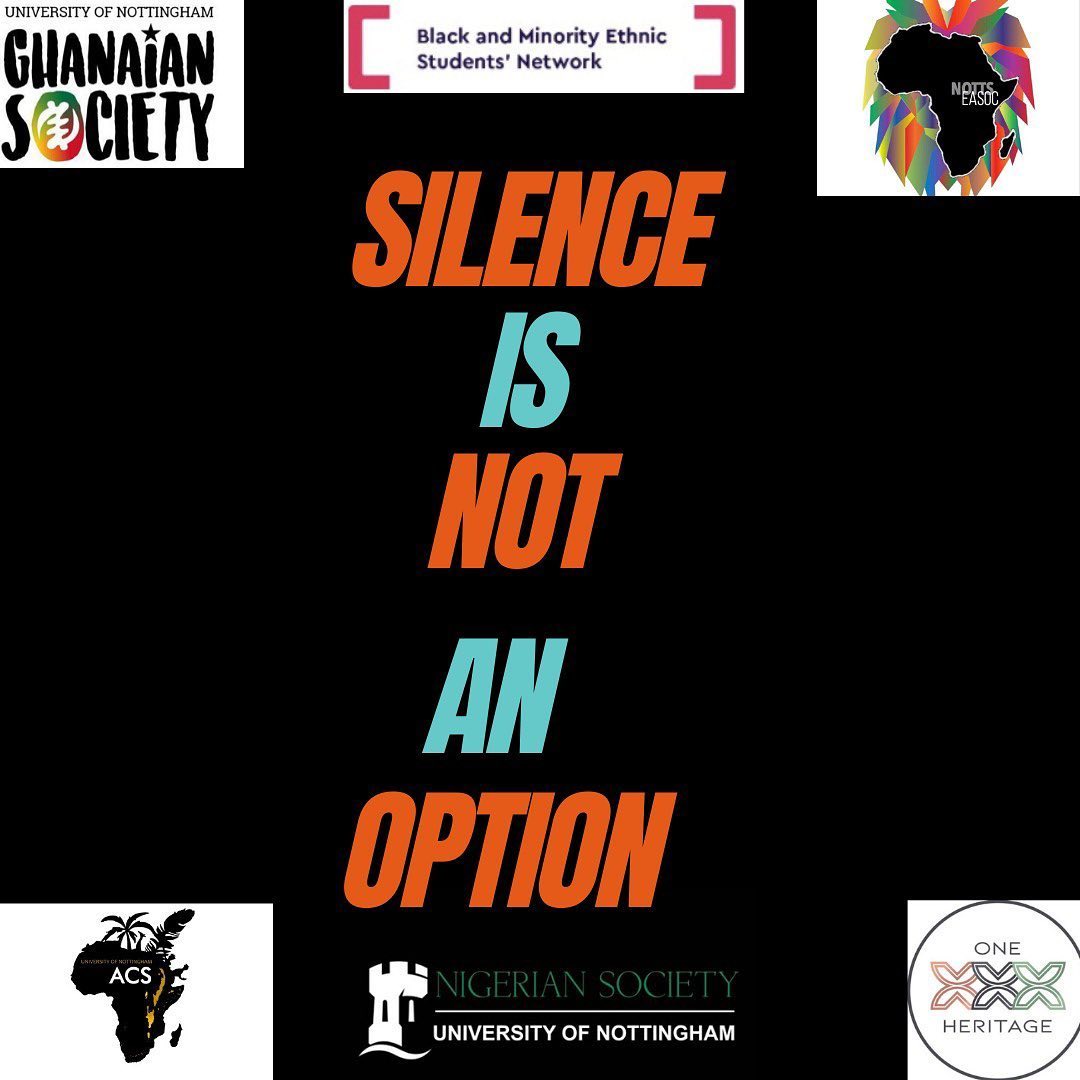 UNIVERSITY OF NOTTINGHAM
GHANAIAN
SOCIETY
Black and Minority Ethnic
Students' Network
NOTTS
EASOC
SILENCE
IS
NOT
AN
OPTION
UNIVERSITY OF NOTTINGHAM
ACS
NIGERIAN SOCIETY
UNIVERSITY OF NOTTINGHAM
ONE
HERITAGE